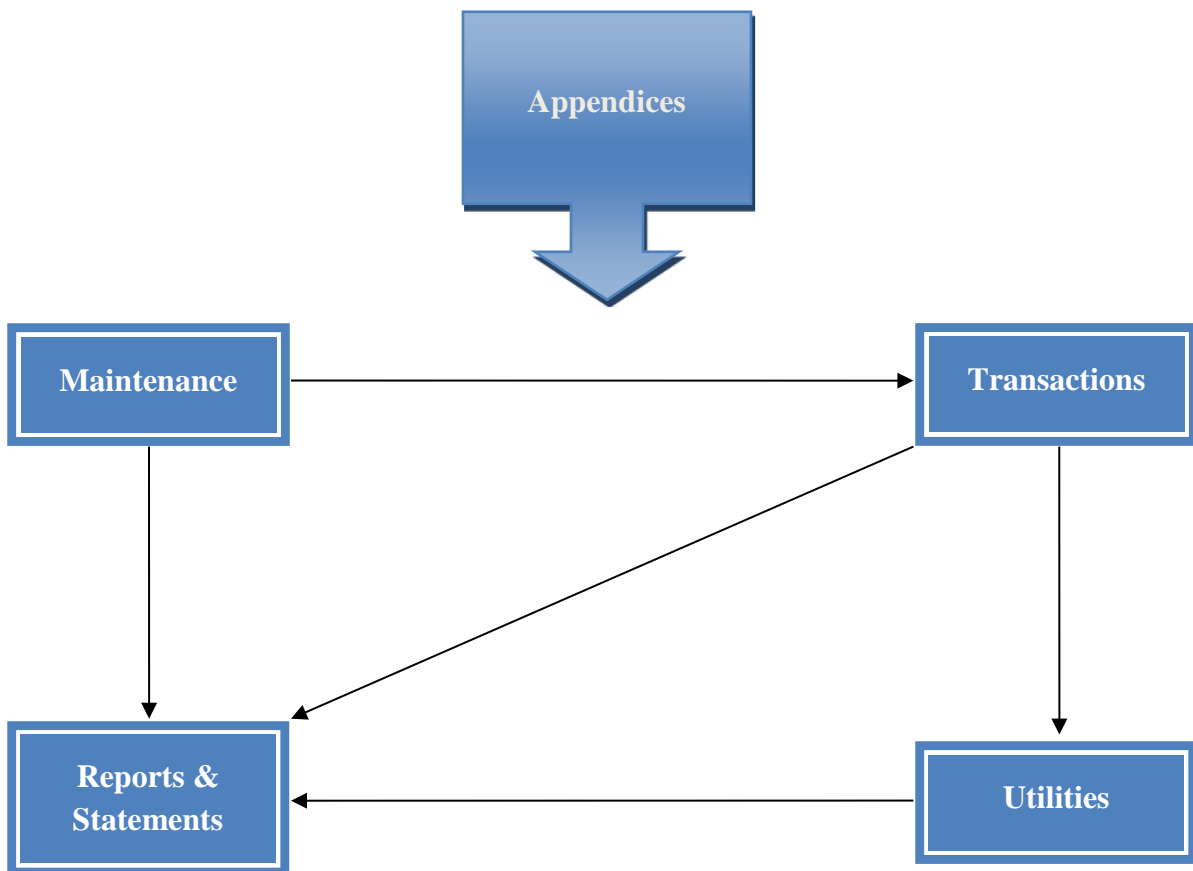 Appendices
Maintenance
Transactions
Reports &
Statements
Utilities